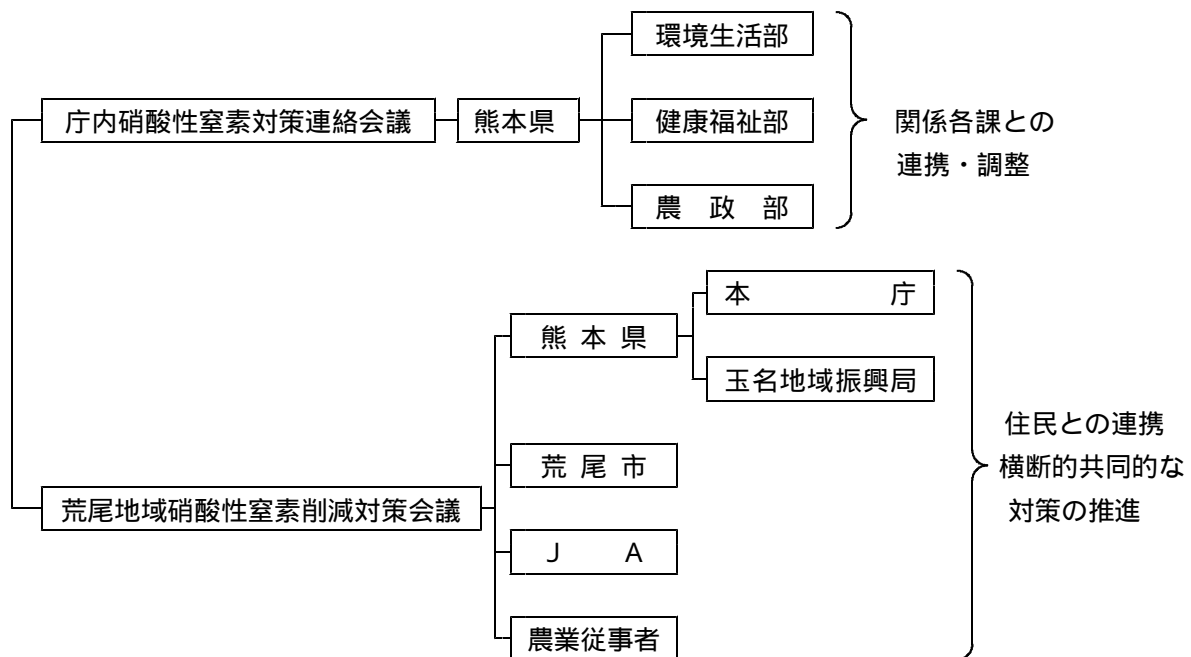 環境生活部
庁内硝酸性窒素対策連絡会議
熊本県
健康福祉部
農 政 部
関係各課との
連携・調整
本 庁
熊 本 県
玉名地域振興局
荒 尾 市
荒尾地域硝酸性窒素削減対策会議
J A
農業従事者
住民との連携
横断的共同的な
対策の推進